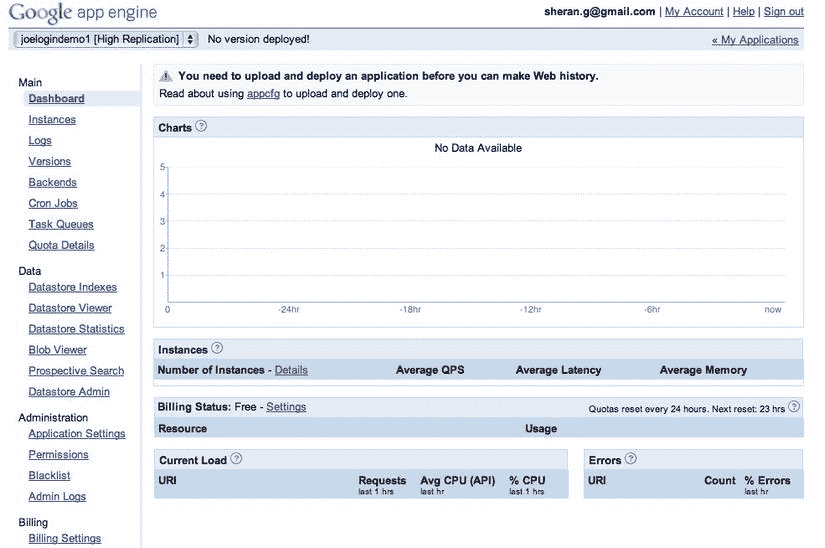 Google app engine
sheran.g@gmail.com | My Account | Help | Sign out
joelogindemo1 [High Replication] No version deployed! « My Applications
Main
Dashboard
Instances
Logs
Versions
Backends
Cron Jobs
Task Queues
Quota Details
Data
Datastore Indexes
Datastore Viewer
Datastore Statistics
Blob Viewer
Prospective Search
Datastore Admin
Administration
Application Settings
Permissions
Blacklist
Admin Logs
Billing
Billing Settings
You need to upload and deploy an application before you can make Web history.
Read about using appcfg to upload and deploy one.
Charts ?
No Data Available
5
4
3
2
1
0 -24hr -18hr -12hr -6hr now
Instances ?
Number of Instances - Details Average QPS Average Latency Average Memory
Billing Status: Free - Settings Quotas reset every 24 hours. Next reset: 23 hrs ?
Resource Usage
Current Load ?
URI Requests Avg CPU (API) % CPU
last 1 hrs last hr last 1 hrs
Errors ?
URI Count % Errors
last hr